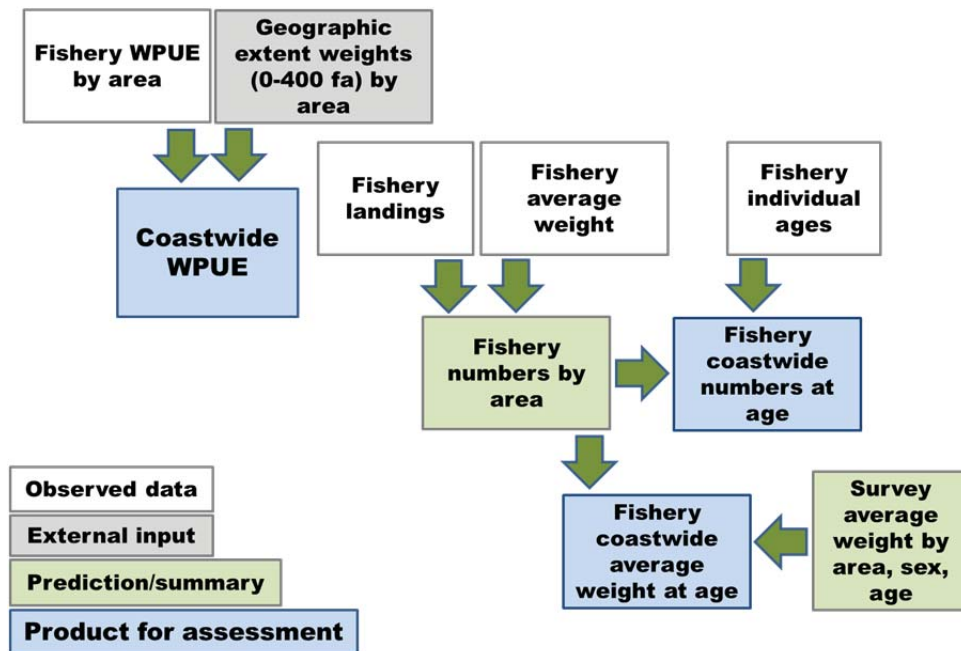 Fishery WPUE
by area
Geographic
extent weights
(0-400 fa) by
area
Coastwide
WPUE
Fishery
landings
Fishery
average
weight
Fishery
individual
ages
Fishery
numbers by
area
Fishery
coastwide
numbers at
age
Fishery
coastwide
average
weight at age
Survey
average
weight by
area, sex,
age
Observed data
External input
Prediction/summary
Product for assessment